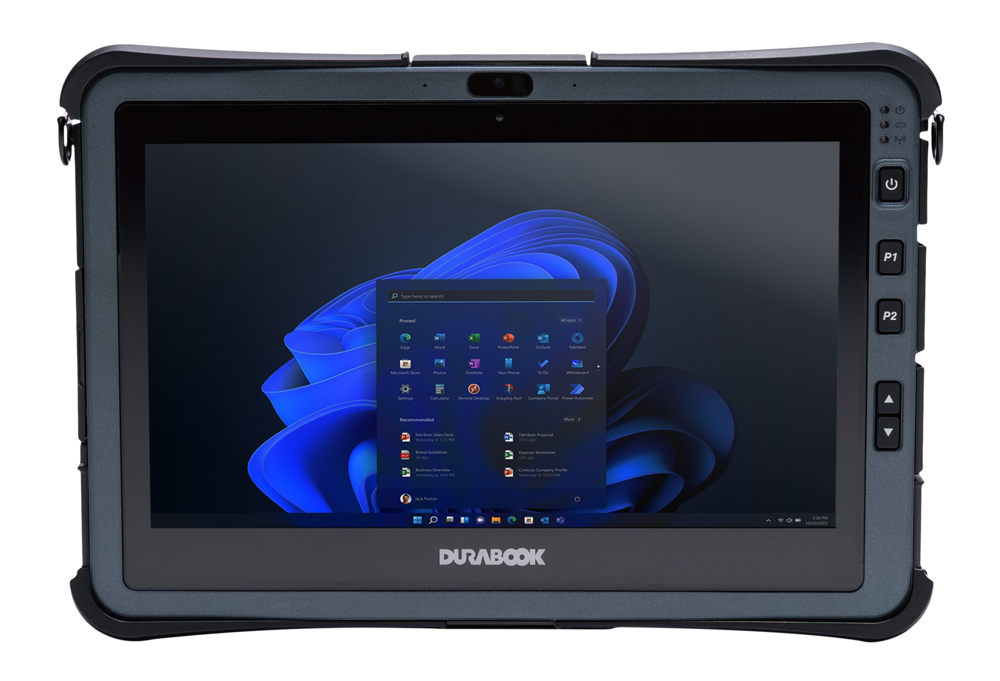 P1
P2
Type here to search
Pinned
All apps >
Edge Word Excel PowerPoint Outlook Fabrikam
Microsoft Store Photos OneNote Your Phone To Do Whiteboard
Settings Calculator Remote Desktop Snipping Tool Company Portal Power Automate
Recommended
More >
Fabrikam Sales Deck
Yesterday at 1:15 PM
Fabrikam Proposal
17m ago
Brand Guidelines
2h ago
Expense Worksheet
12h ago
Business Overview
Yesterday at 4:24 PM
Contoso Company Profile
Yesterday at 10:50 AM
Jack Purton
2:30 PM
10/20/2021
DURABOOK